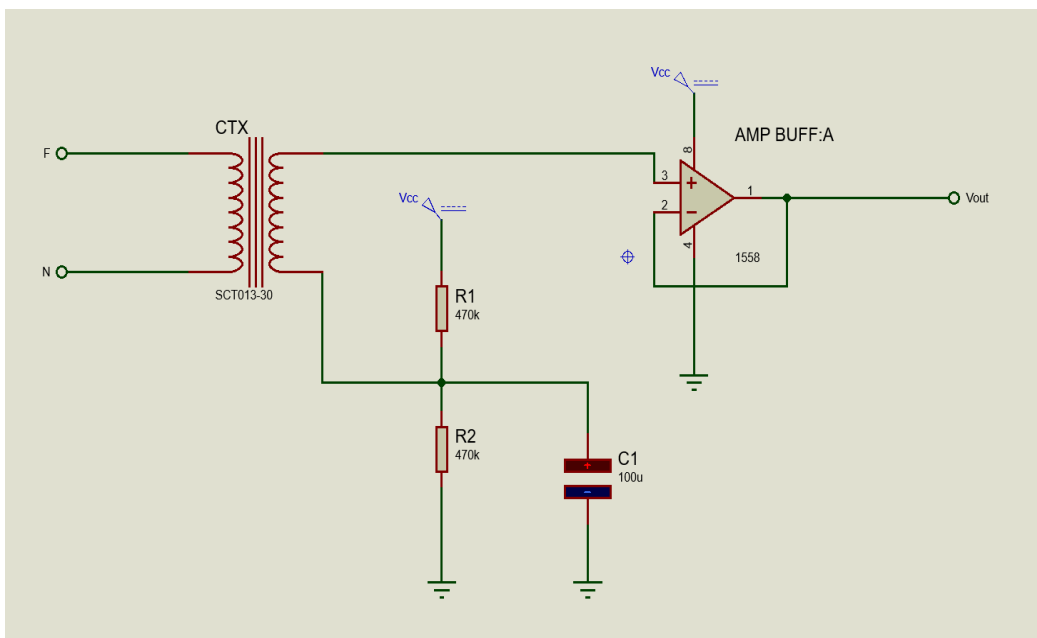 CTX
F
N
SCT013-30
Vcc
R1
470k
R2
470k
C1
100u
Vcc
AMP BUFF:A
8
3
2
1
4
1558
Vout